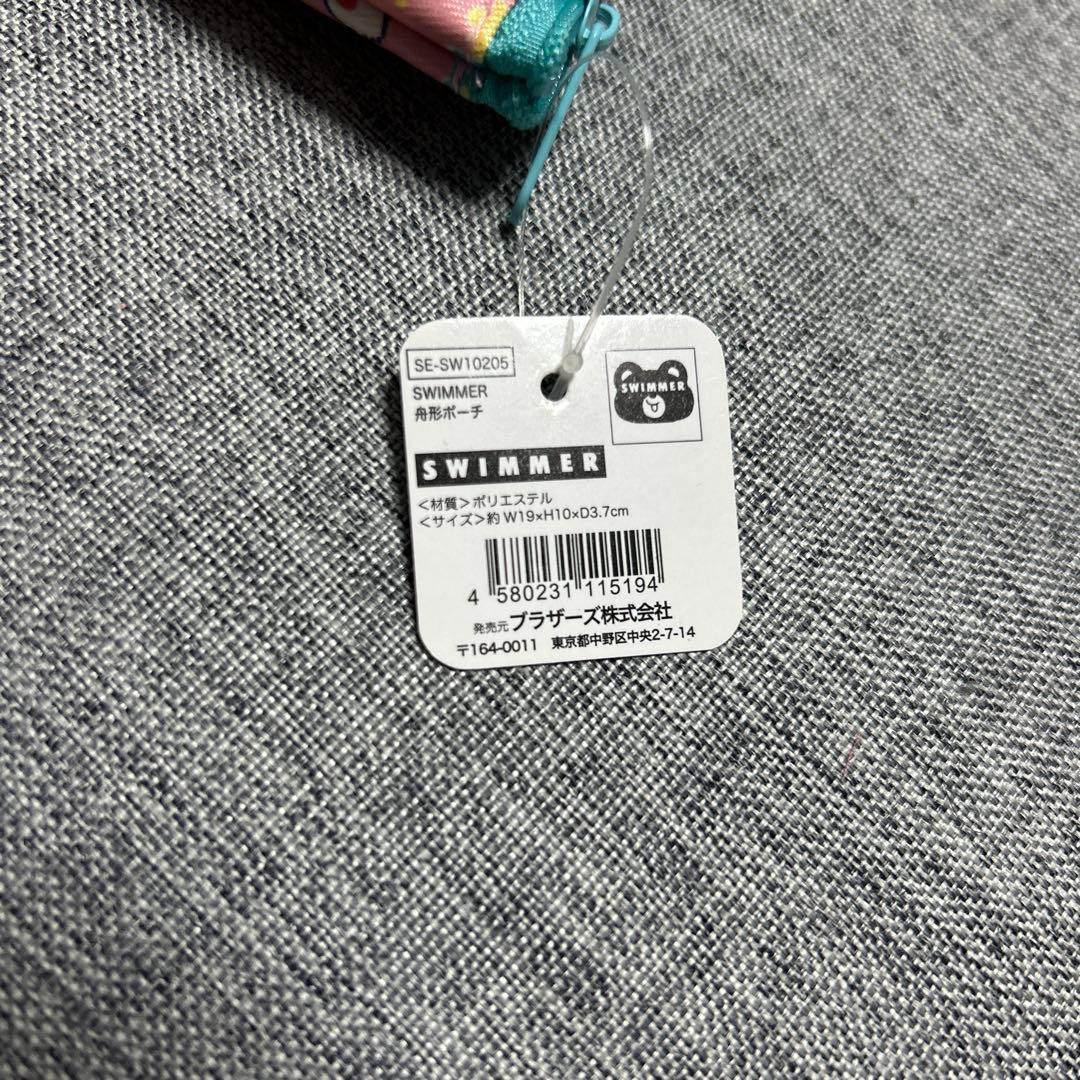 SE-SW10205
SWIMMER
舟形ポーチ
SWIMMER
SWIMMER
＜材質＞ポリエステル
＜サイズ＞約 W19×H10×D3.7cm
4 580231 115194
発売元 ブラザーズ株式会社
〒164-0011 東京都中野区中央2-7-14